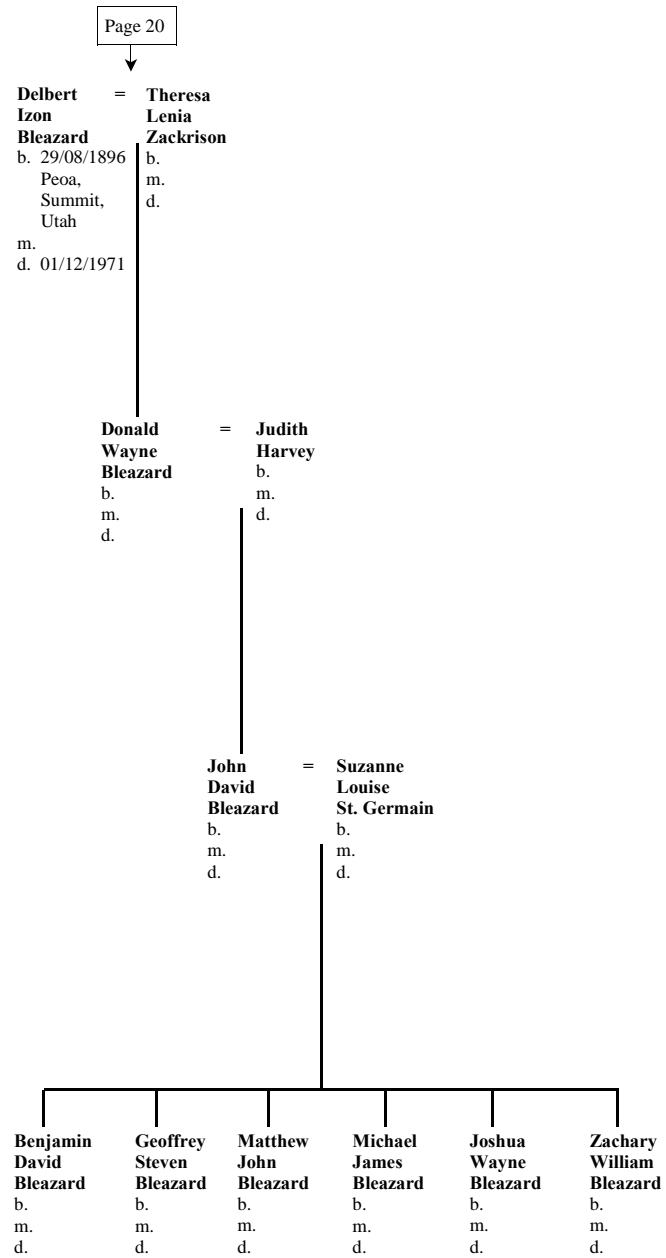 Page 20
Delbert = Theresa
Izon Lenia
Bleazard Zackrison
b. 29/08/1896 b.
Peoa, m.
Summit, d.
Utah
m.
d. 01/12/1971
Donald = Judith
Wayne Harvey
Bleazard b.
b. m.
m. d.
d.
John = Suzanne
David Louise
Bleazard St. Germain
b. b.
m. m.
d. d.
Benjamin Geoffrey Matthew Michael Joshua Zachary
David Steven John James Wayne William
Bleazard Bleazard Bleazard Bleazard Bleazard Bleazard
b. b. b. b. b. b.
m. m. m. m. m. m.
d. d. d. d. d. d.